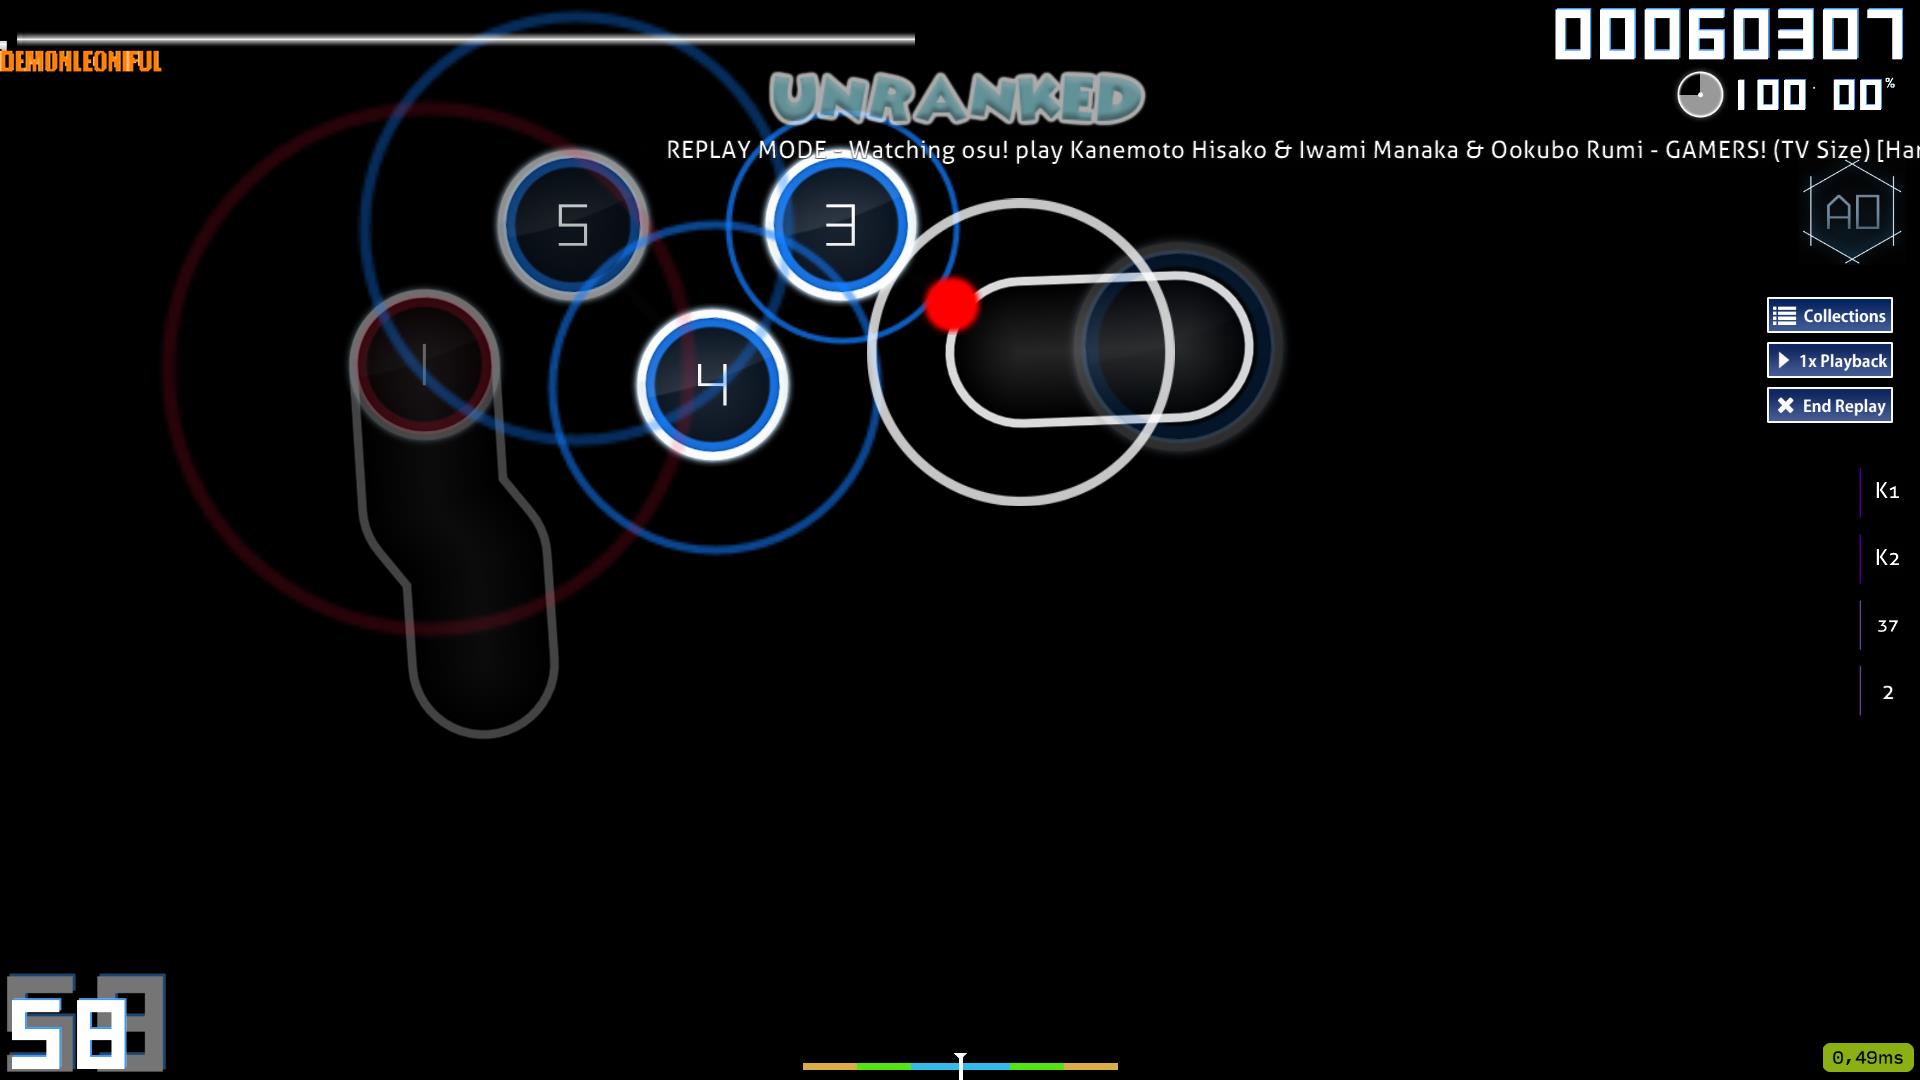 00060307
DEMONLEONIFUL
UNRANKED
100.00%
REPLAY MODE - Watching osu! play Kanemoto Hisako & Iwami Manaka & Ookubo Rumi - GAMERS! (TV Size) [Har
5
3
AO
1
4
Collections
1x Playback
End Replay
K1
K2
37
2
58
0,49ms